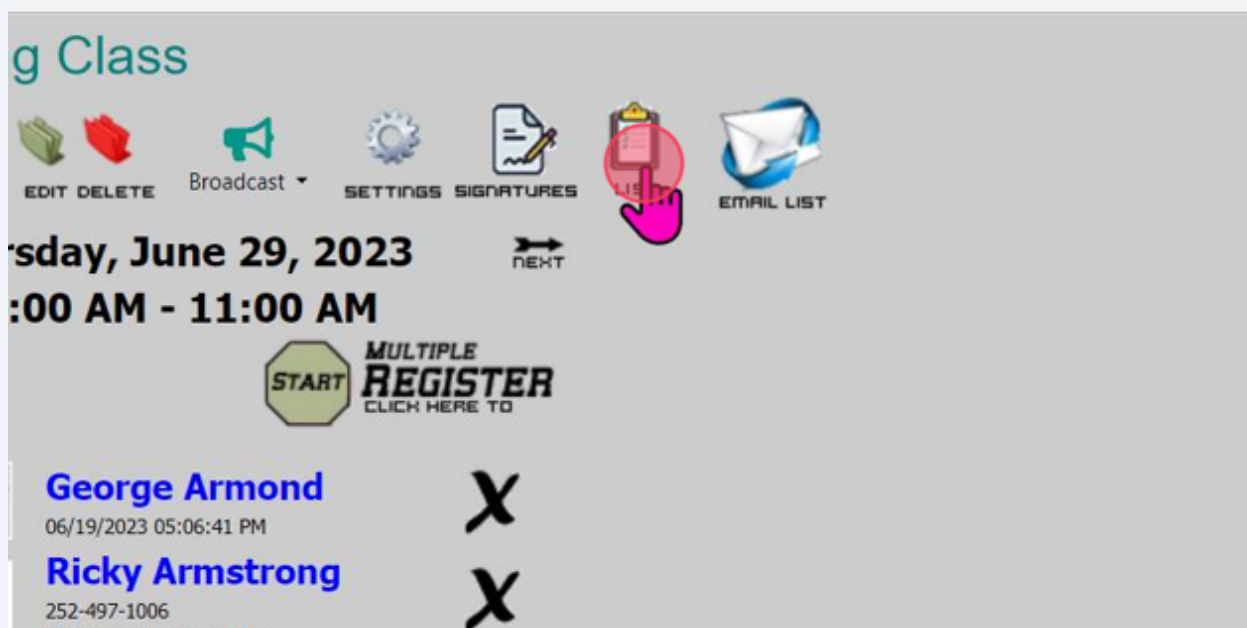 g Class
EDIT DELETE Broadcast SETTINGS SIGNATURES LIST EMAIL LIST
rsday, June 29, 2023 NEXT
:00 AM - 11:00 AM
START MULTIPLE
REGISTER
CLICK HERE TO
George Armond X
06/19/2023 05:06:41 PM
Ricky Armstrong X
252-497-1006